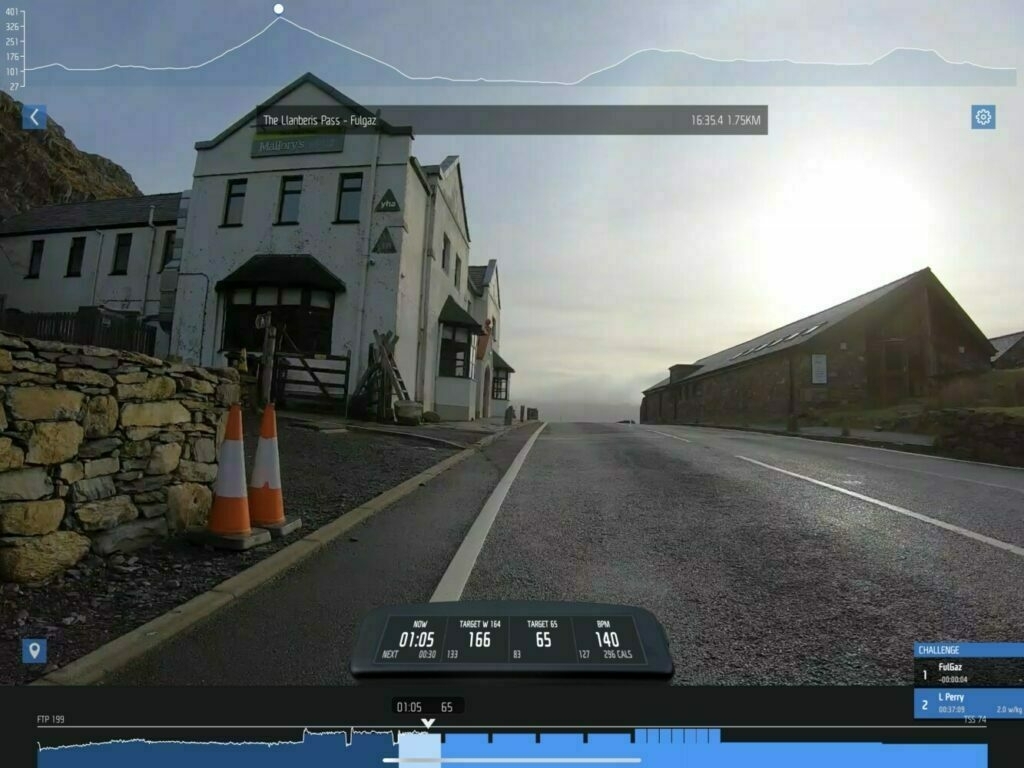 401
326
251
176
101
27
The Llanberis Pass - Fulgaz
16:35.4 1.75KM
Mallory's
yha
NOW
01:05
NEXT 00:30
TARGET W 164
166
133
TARGET 65
65
83
BPM
140
127 296 CALS
CHALLENGE
1 FulGaz
-00:00:04
2 L Perry
00:37:09 2.0 w/kg
01:05 65
FTP 199
TSS 74